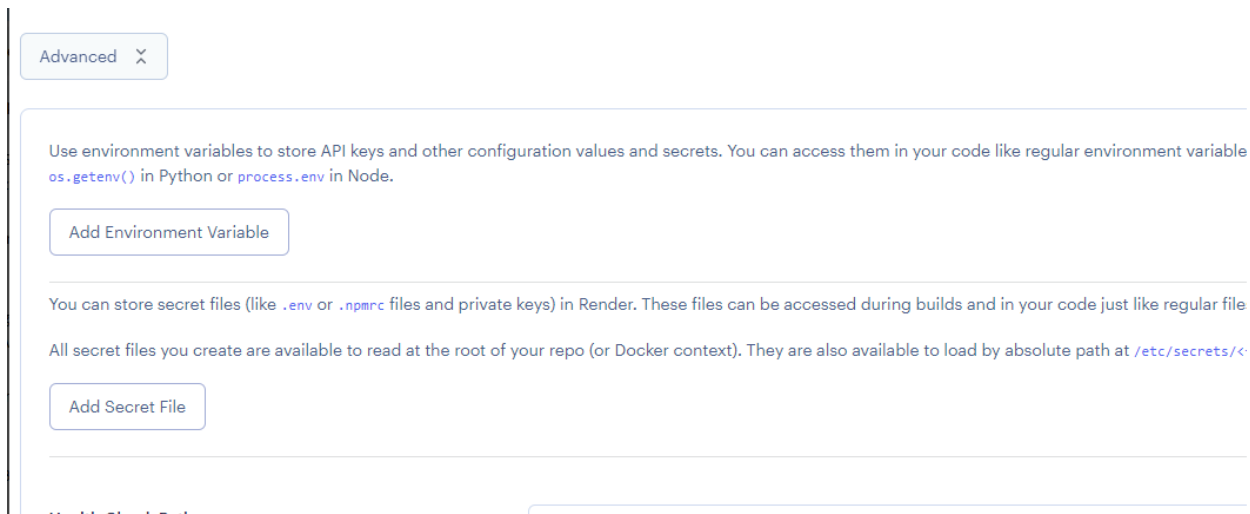 Advanced
Use environment variables to store API keys and other configuration values and secrets. You can access them in your code like regular environment variable
os.getenv() in Python or process.env in Node.
Add Environment Variable
You can store secret files (like .env or .npmrc files and private keys) in Render. These files can be accessed during builds and in your code just like regular file
All secret files you create are available to read at the root of your repo (or Docker context). They are also available to load by absolute path at /etc/secrets/<
Add Secret File